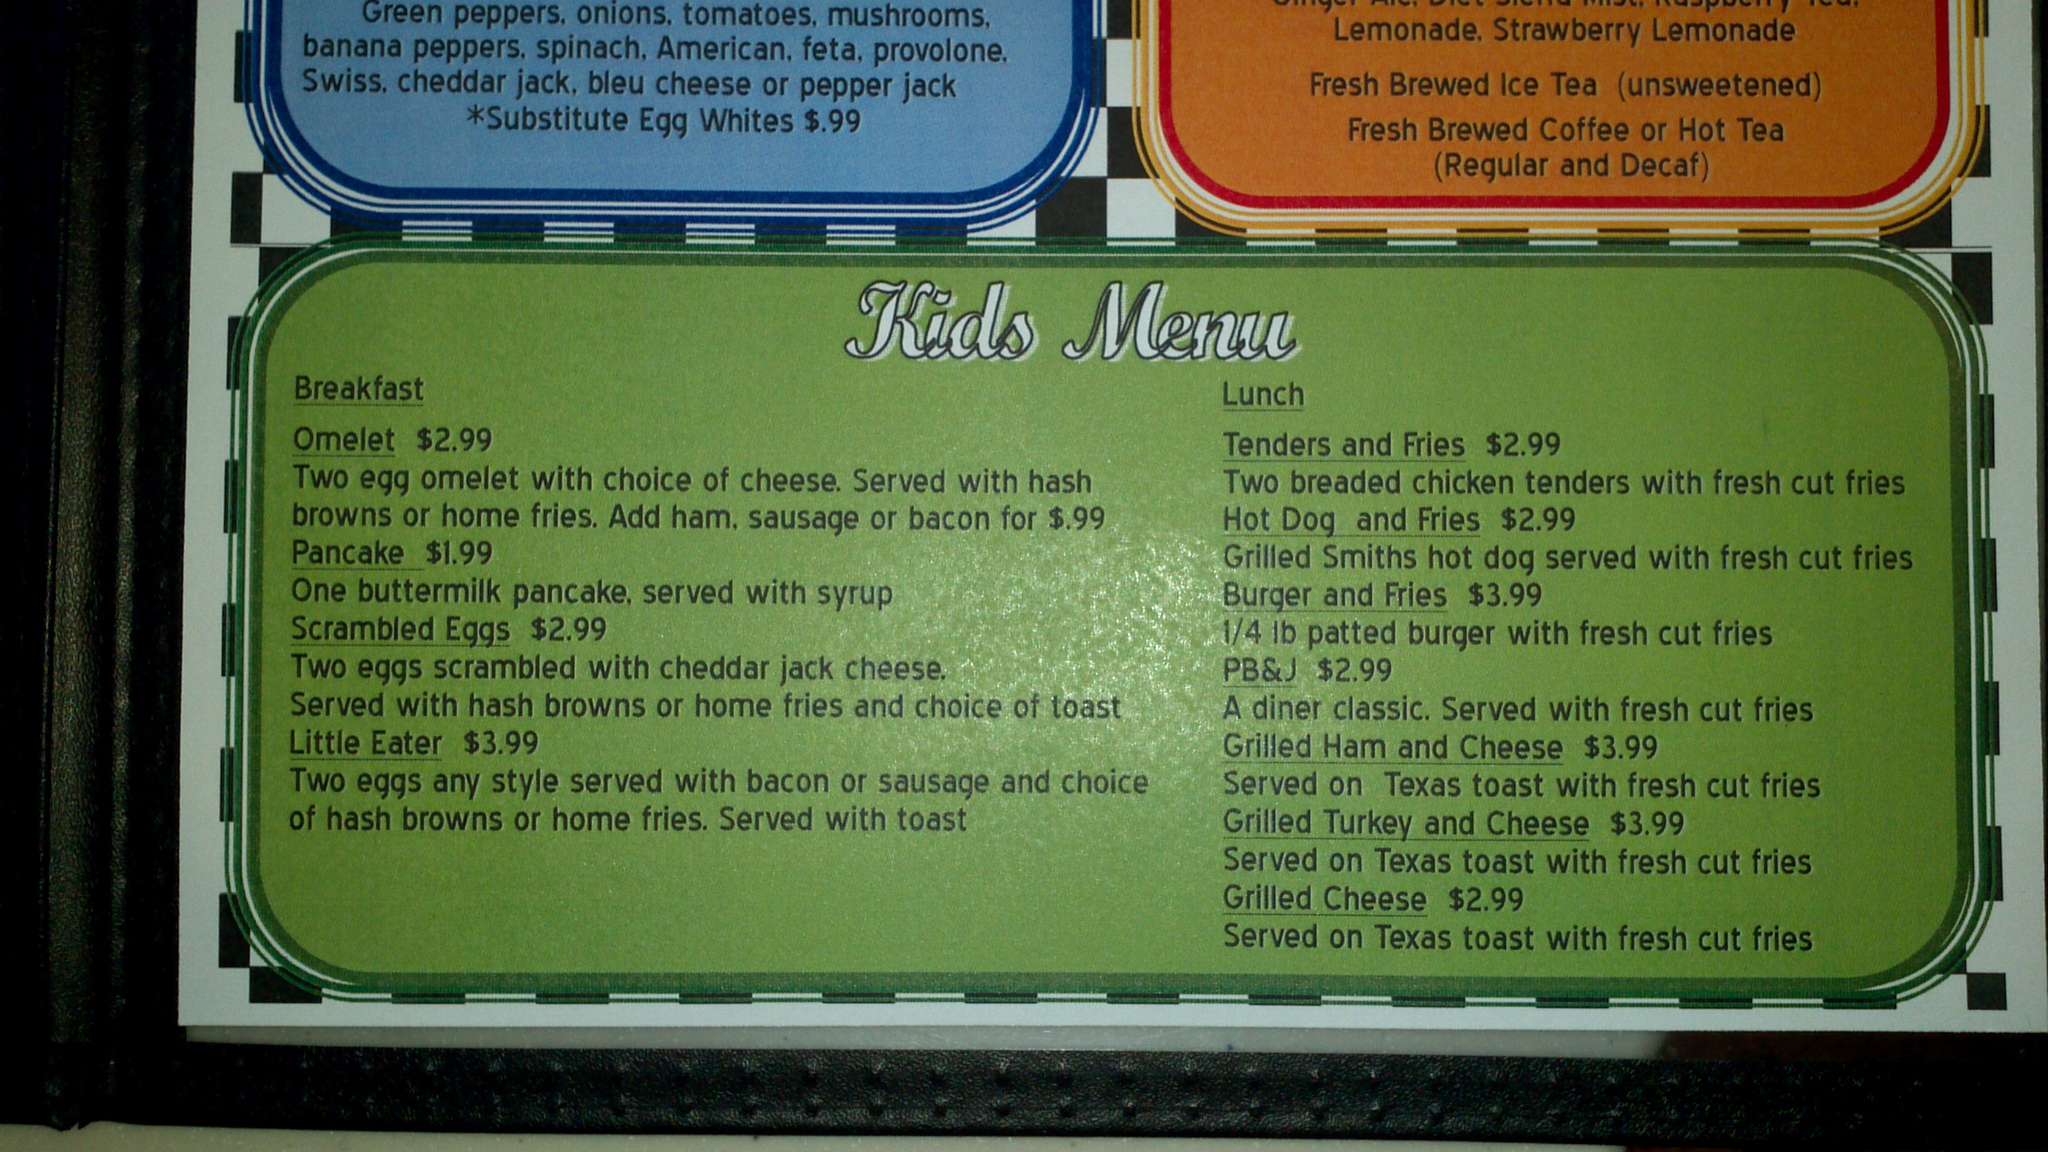 Green peppers, onions, tomatoes, mushrooms,
banana peppers, spinach, American, feta, provolone,
Swiss, cheddar jack, bleu cheese or pepper jack
*Substitute Egg Whites $.99
Ginger Ale, Diet Sierra Mist, Raspberry Tea,
Lemonade, Strawberry Lemonade
Fresh Brewed Ice Tea (unsweetened)
Fresh Brewed Coffee or Hot Tea
(Regular and Decaf)
Kids Menu
Breakfast
Omelet $2.99
Two egg omelet with choice of cheese. Served with hash
browns or home fries. Add ham, sausage or bacon for $.99
Pancake $1.99
One buttermilk pancake, served with syrup
Scrambled Eggs $2.99
Two eggs scrambled with cheddar jack cheese.
Served with hash browns or home fries and choice of toast
Little Eater $3.99
Two eggs any style served with bacon or sausage and choice
of hash browns or home fries. Served with toast
Lunch
Tenders and Fries $2.99
Two breaded chicken tenders with fresh cut fries
Hot Dog and Fries $2.99
Grilled Smiths hot dog served with fresh cut fries
Burger and Fries $3.99
1/4 lb patted burger with fresh cut fries
PB&J $2.99
A diner classic. Served with fresh cut fries
Grilled Ham and Cheese $3.99
Served on Texas toast with fresh cut fries
Grilled Turkey and Cheese $3.99
Served on Texas toast with fresh cut fries
Grilled Cheese $2.99
Served on Texas toast with fresh cut fries